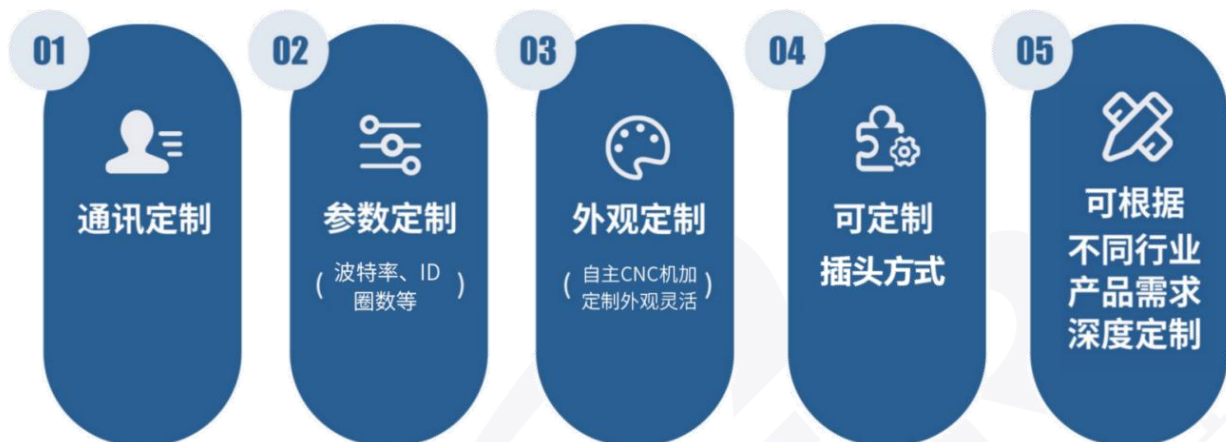 01
通讯定制
02
参数定制
(波特率、ID
圈数等)
03
外观定制
(自主CNC机加
定制外观灵活)
04
可定制
插头方式
05
可根据
不同行业
产品需求
深度定制